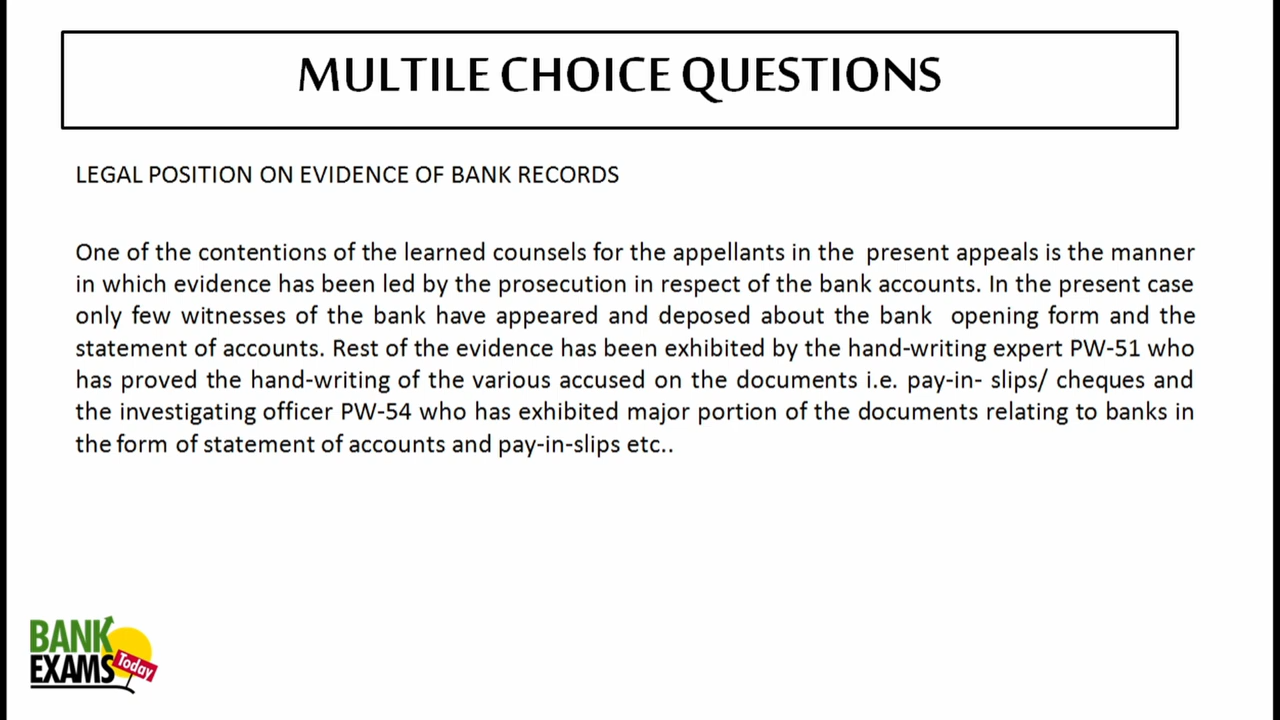 MULTILE CHOICE QUESTIONS
LEGAL POSITION ON EVIDENCE OF BANK RECORDS
One of the contentions of the learned counsels for the appellants in the present appeals is the manner
in which evidence has been led by the prosecution in respect of the bank accounts. In the present case
only few witnesses of the bank have appeared and deposed about the bank opening form and the
statement of accounts. Rest of the evidence has been exhibited by the hand-writing expert PW-51 who
has proved the hand-writing of the various accused on the documents i.e. pay-in- slips/ cheques and
the investigating officer PW-54 who has exhibited major portion of the documents relating to banks in
the form of statement of accounts and pay-in-slips etc..
BANK
EXAMS
Today